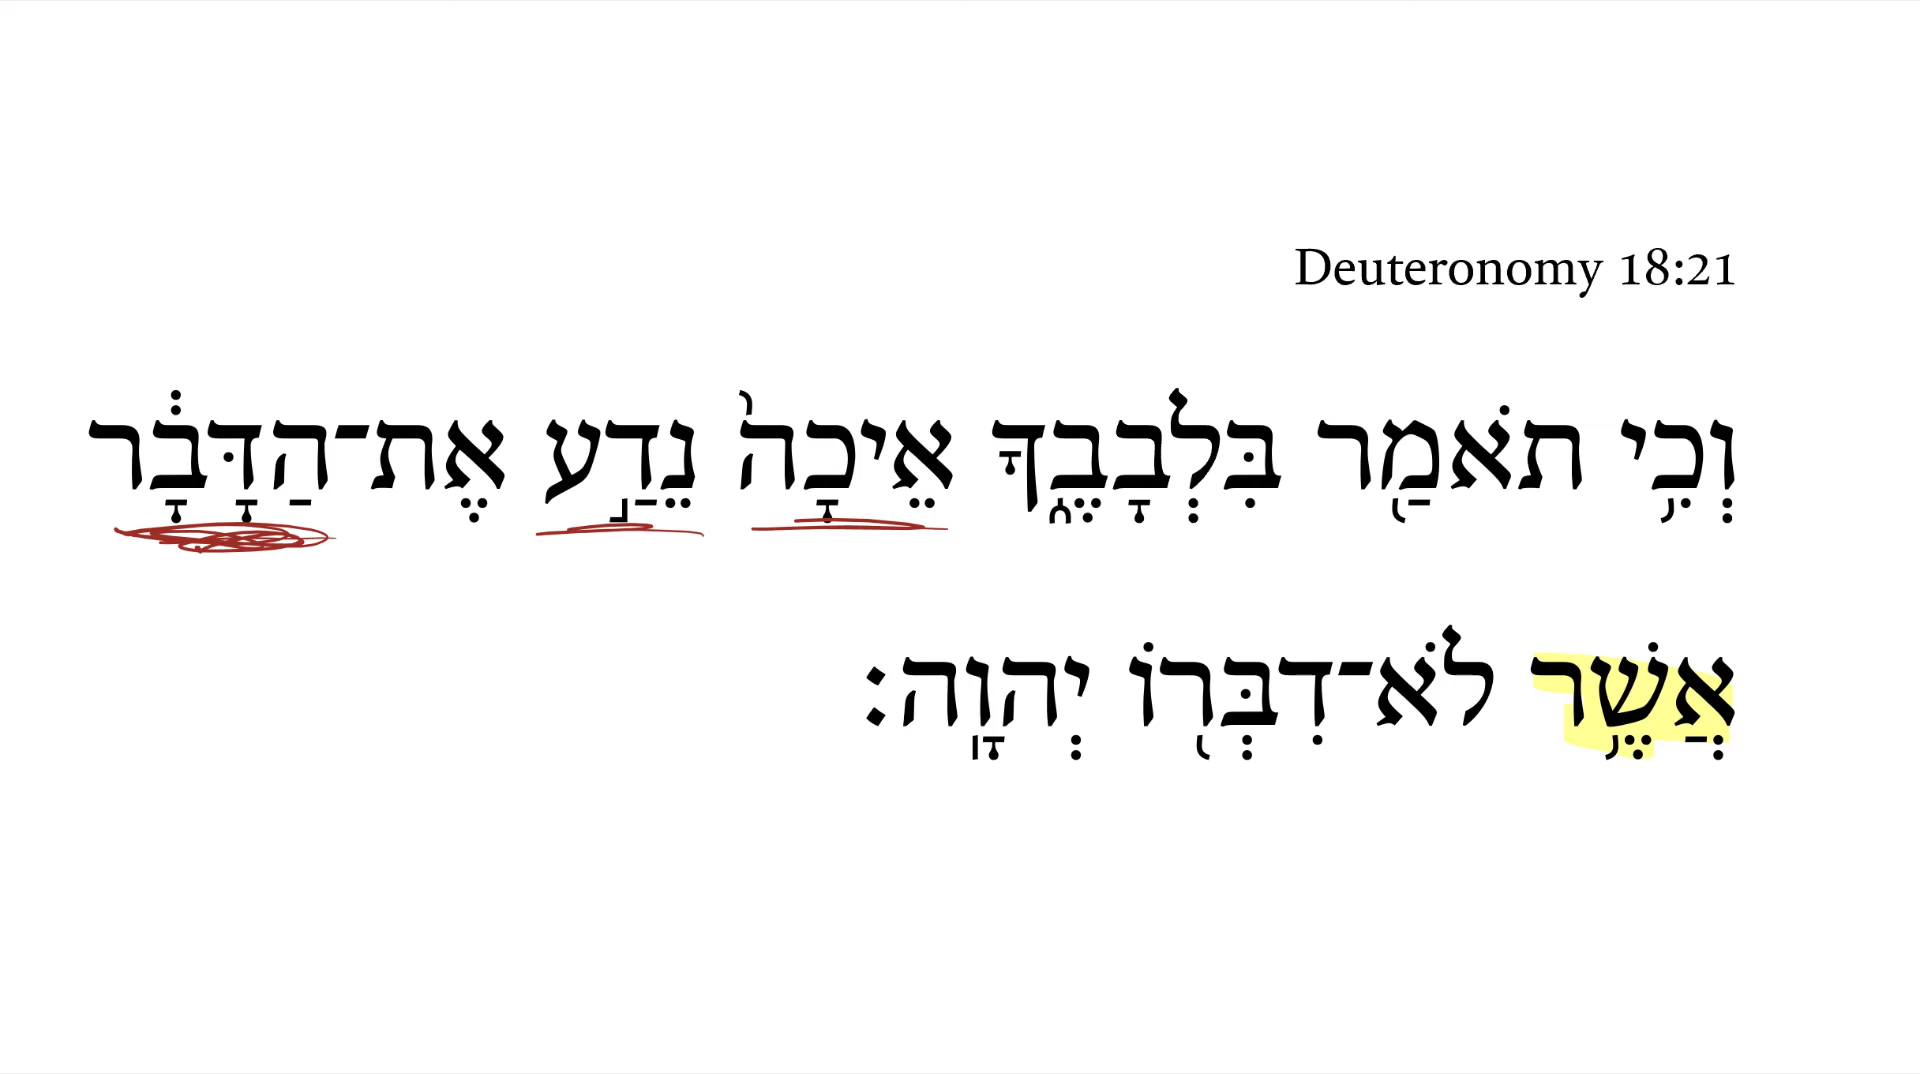 Deuteronomy 18:21
וְכִ֥י תֹאמַ֖ר בִּלְבָבֶ֑ךָ אֵיכָה֙ נֵדַ֣ע אֶת־הַדָּבָ֔ר
אֲשֶׁ֥ר לֹא־דִבְּר֖וֹ יְהוָֽה׃